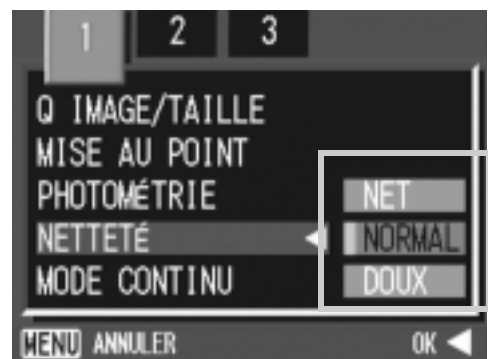 1 2 3
Q IMAGE/TAILLE
MISE AU POINT
PHOTOMÉTRIE NET
NETTETÉ NORMAL
MODE CONTINU DOUX
MENU ANNULER OK